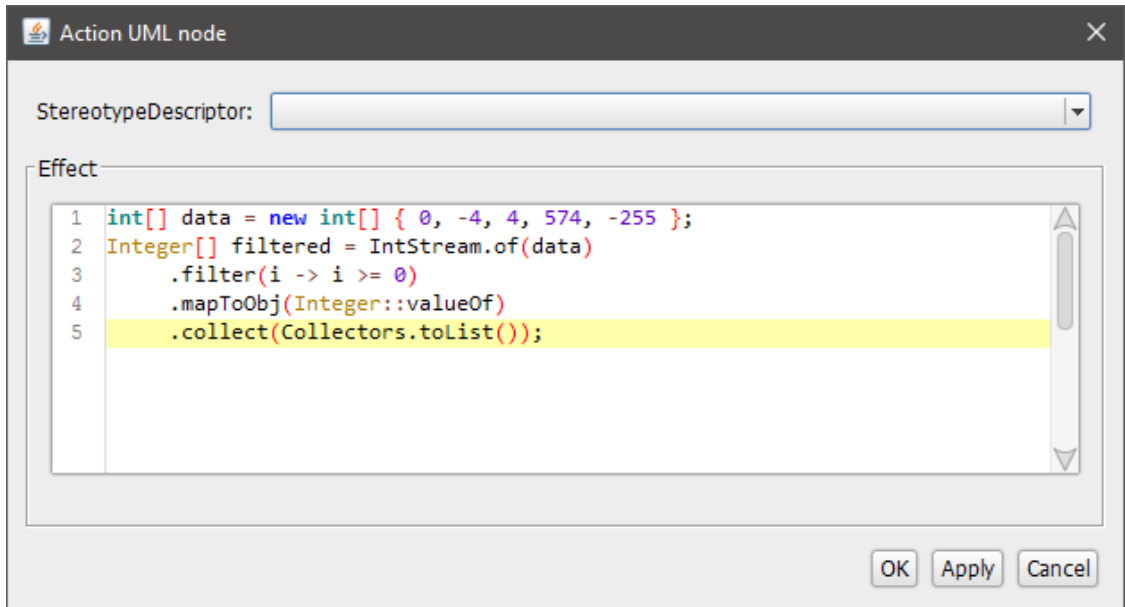 Action UML node
StereotypeDescriptor:
Effect
1 int[] data = new int[] { 0, -4, 4, 574, -255 };
2 Integer[] filtered = IntStream.of(data)
3 .filter(i -> i >= 0)
4 .mapToObj(Integer::valueOf)
5 .collect(Collectors.toList());
OK Apply Cancel